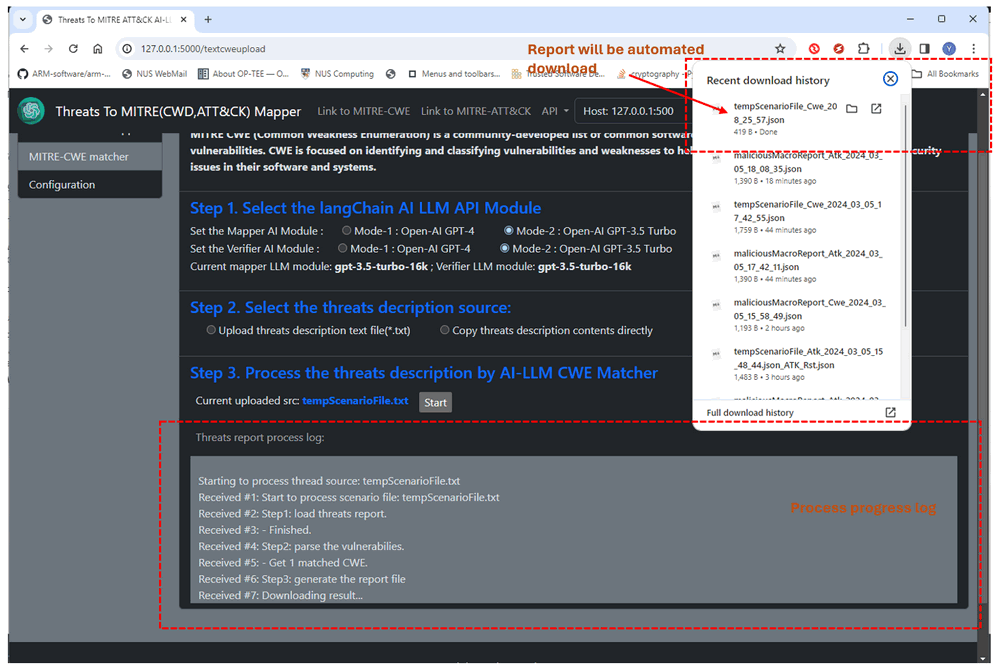 Threats To MITRE ATT&CK AI-LL
127.0.0.1:5000/textcweupload
ARM-software/arm-...
NUS WebMail
About OP-TEE — O...
NUS Computing
Menus and toolbars...
Trusted Software De...
cryptography - P
All Bookmarks
Report will be automated
download
Threats To MITRE(CWD,ATT&CK) Mapper
Link to MITRE-CWE
Link to MITRE-ATT&CK
API
Host: 127.0.0.1:500
MITRE-CWE matcher
Configuration
MITRE CWE (Common Weakness Enumeration) is a community-developed list of common softwa
vulnerabilities. CWE is focused on identifying and classifying vulnerabilities and weaknesses to he
curity
issues in their software and systems.
Step 1. Select the langChain AI LLM API Module
Set the Mapper AI Module :
Mode-1 : Open-AI GPT-4
Mode-2 : Open-AI GPT-3.5 Turbo
Set the Verifier AI Module :
Mode-1 : Open-AI GPT-4
Mode-2 : Open-AI GPT-3.5 Turbo
Current mapper LLM module: gpt-3.5-turbo-16k ; Verifier LLM module: gpt-3.5-turbo-16k
Step 2. Select the threats decription source:
Upload threats description text file(*.txt)
Copy threats description contents directly
Step 3. Process the threats description by AI-LLM CWE Matcher
Current uploaded src: tempScenarioFile.txt
Start
Recent download history
tempScenarioFile_Cwe_20
8_25_57.json
419 B • Done
maliciousMacroReport_Atk_2024_03_
05_18_08_35.json
1,390 B • 18 minutes ago
tempScenarioFile_Cwe_2024_03_05_1
7_42_55.json
1,759 B • 44 minutes ago
maliciousMacroReport_Atk_2024_03_
05_17_42_11.json
1,390 B • 44 minutes ago
maliciousMacroReport_Cwe_2024_03_
05_15_58_49.json
1,193 B • 2 hours ago
tempScenarioFile_Atk_2024_03_05_15
_48_44.json_ATK_Rst.json
1,483 B • 3 hours ago
Full download history
Threats report process log:
Starting to process thread source: tempScenarioFile.txt
Received #1: Start to process scenario file: tempScenarioFile.txt
Received #2: Step1: load threats report.
Received #3: - Finished.
Received #4: Step2: parse the vulnerabilies.
Received #5: - Get 1 matched CWE.
Received #6: Step3: generate the report file
Received #7: Downloading result...
Process progress log